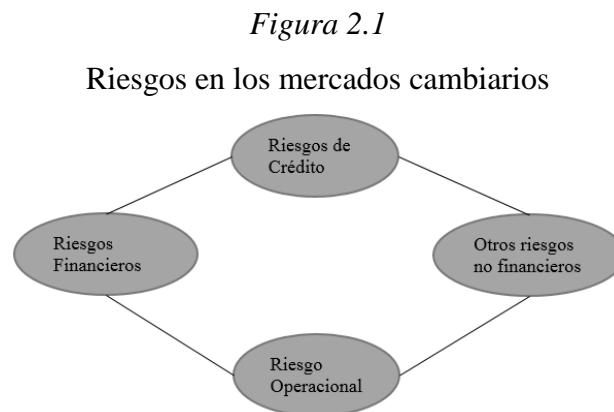 Figura 2.1
Riesgos en los mercados cambiarios
Riesgos de
Crédito
Riesgos
Financieros
Otros riesgos
no financieros
Riesgo
Operacional